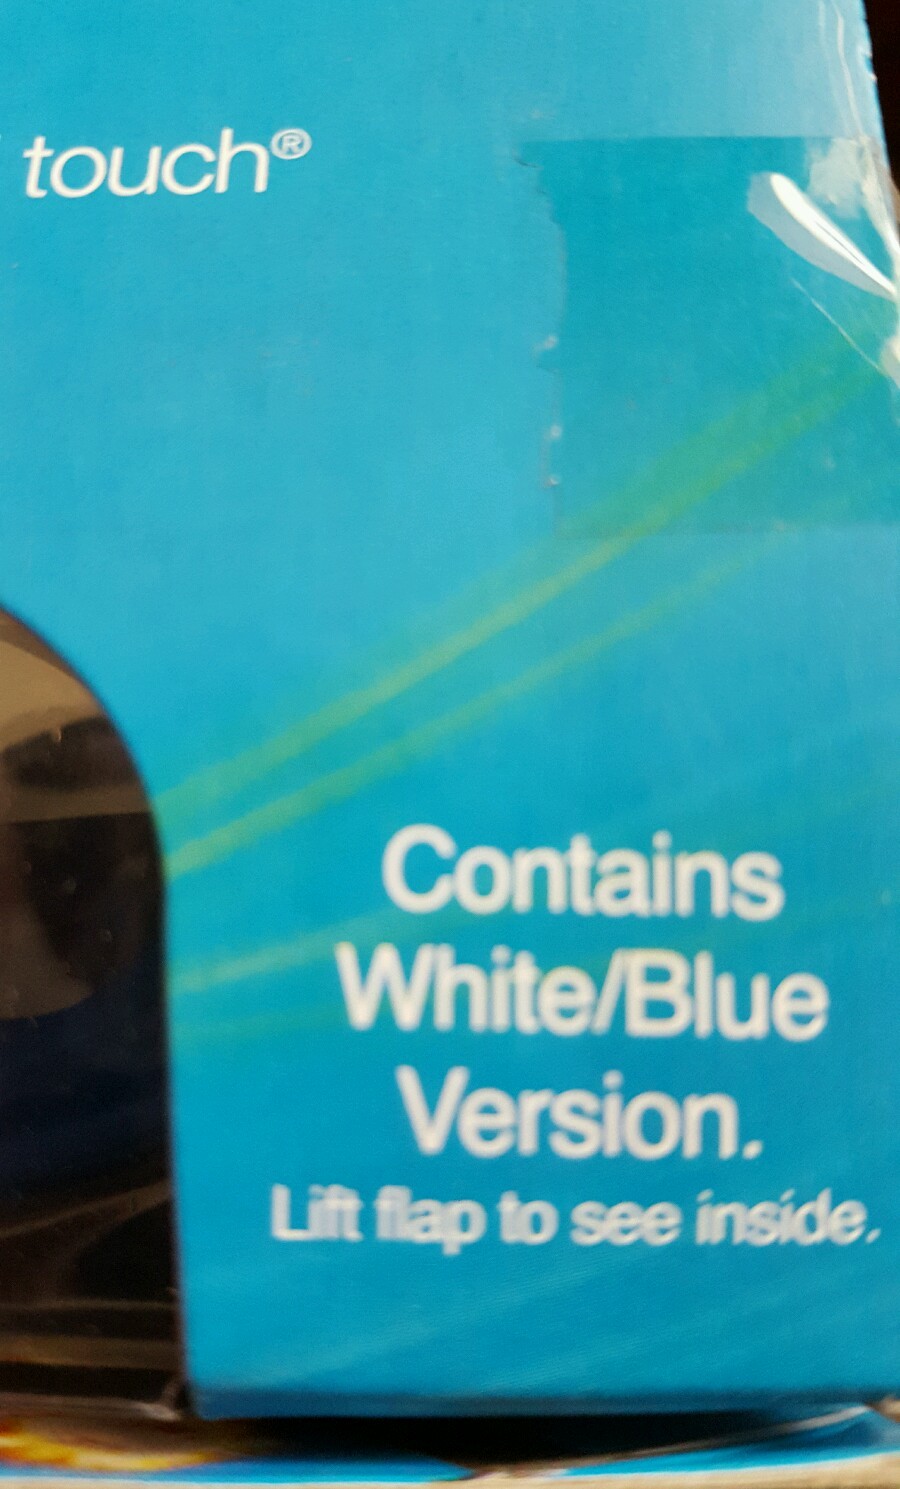 touch®
Contains
White/Blue
Version.
Lift flap to see inside.